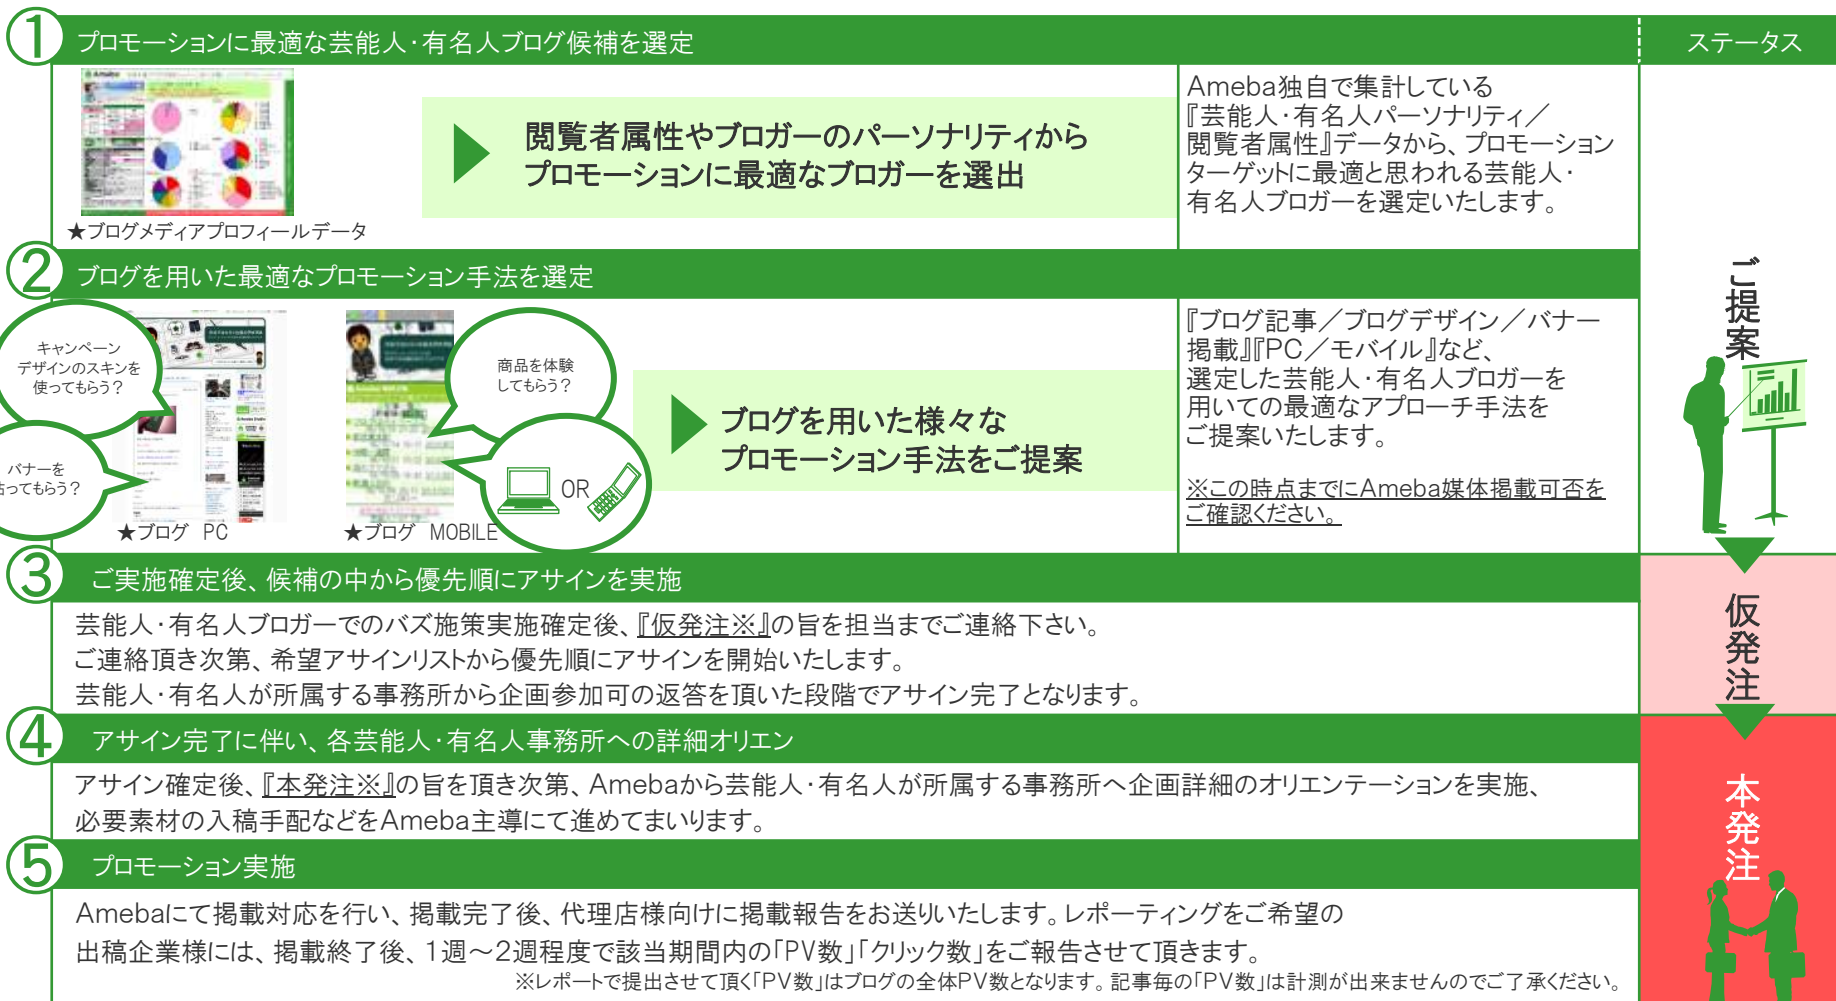 ① プロモーションに最適な芸能人・有名人ブログ候補を選定
ステータス
Ameba
★ブログメディアプロフィールデータ
閲覧者属性やブロガーのパーソナリティから
プロモーションに最適なブロガーを選出
Ameba独自で集計している
『芸能人・有名人パーソナリティ／
閲覧者属性』データから、プロモーション
ターゲットに最適と思われる芸能人・
有名人ブロガーを選定いたします。
② ブログを用いた最適なプロモーション手法を選定
キャンペーン
デザインのスキンを
使ってもらう？
バナーを
貼ってもらう？
★ブログ　PC
商品を体験
してもらう？
OR
★ブログ　MOBILE
ブログを用いた様々な
プロモーション手法をご提案
『ブログ記事／ブログデザイン／バナー
掲載』『PC／モバイル』など、
選定した芸能人・有名人ブロガーを
用いての最適なアプローチ手法を
ご提案いたします。
※この時点までにAmeba媒体掲載可否を
ご確認ください。
ご提案
③ ご実施確定後、候補の中から優先順にアサインを実施
芸能人・有名人ブロガーでのバズ施策実施確定後、『仮発注※』の旨を担当までご連絡下さい。
ご連絡頂き次第、希望アサインリストから優先順にアサインを開始いたします。
芸能人・有名人が所属する事務所から企画参加可の返答を頂いた段階でアサイン完了となります。
仮発注
④ アサイン完了に伴い、各芸能人・有名人事務所への詳細オリエン
アサイン確定後、『本発注※』の旨を頂き次第、Amebaから芸能人・有名人が所属する事務所へ企画詳細のオリエンテーションを実施、
必要素材の入稿手配などをAmeba主導にて進めてまいります。
本発注
⑤ プロモーション実施
Amebaにて掲載対応を行い、掲載完了後、代理店様向けに掲載報告をお送りいたします。レポーティングをご希望の
出稿企業様には、掲載終了後、1週～2週程度で該当期間内の「PV数」「クリック数」をご報告させて頂きます。
※レポートで提出させて頂く「PV数」はブログの全体PV数となります。記事毎の「PV数」は計測が出来ませんのでご了承ください。